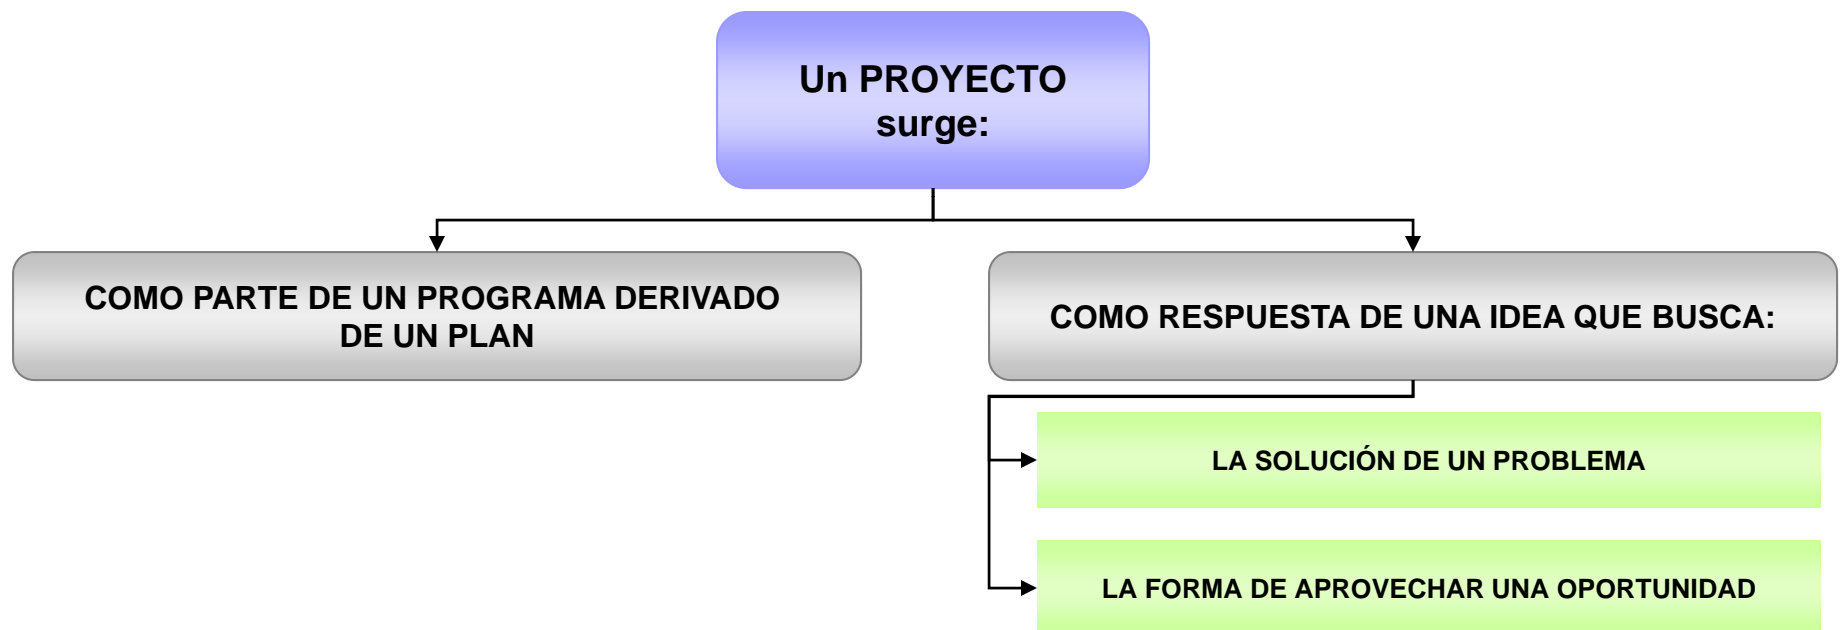 Un PROYECTO
surge:
COMO PARTE DE UN PROGRAMA DERIVADO
DE UN PLAN
COMO RESPUESTA DE UNA IDEA QUE BUSCA:
LA SOLUCIÓN DE UN PROBLEMA
LA FORMA DE APROVECHAR UNA OPORTUNIDAD